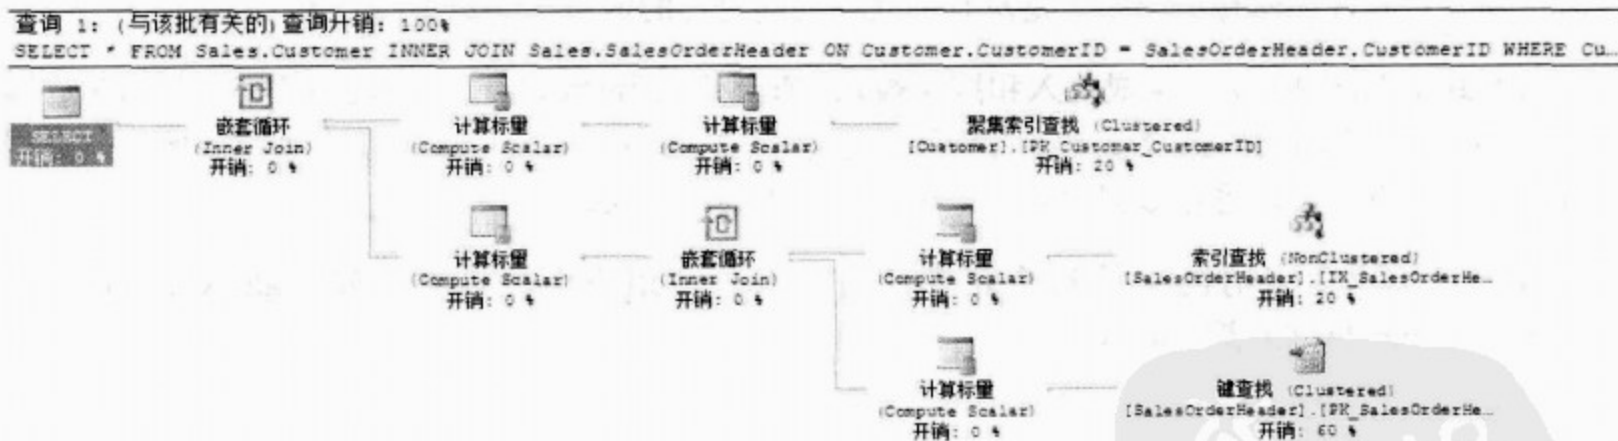 查询 1: (与该批有关的)查询开销: 100%
SELECT * FROM Sales.Customer INNER JOIN Sales.SalesOrderHeader ON Customer.CustomerID = SalesOrderHeader.CustomerID WHERE Cu...
SELECT
开销: 0 %
嵌套循环
(Inner Join)
开销: 0 %
计算标量
(Compute Scalar)
开销: 0 %
计算标量
(Compute Scalar)
开销: 0 %
聚集索引查找 (Clustered)
[Customer].[PK_Customer_CustomerID]
开销: 20 %
计算标量
(Compute Scalar)
开销: 0 %
嵌套循环
(Inner Join)
开销: 0 %
计算标量
(Compute Scalar)
开销: 0 %
索引查找 (NonClustered)
[SalesOrderHeader].[IX_SalesOrderHe...
开销: 20 %
计算标量
(Compute Scalar)
开销: 0 %
键查找 (Clustered)
[SalesOrderHeader].[PK_SalesOrderHe...
开销: 60 %